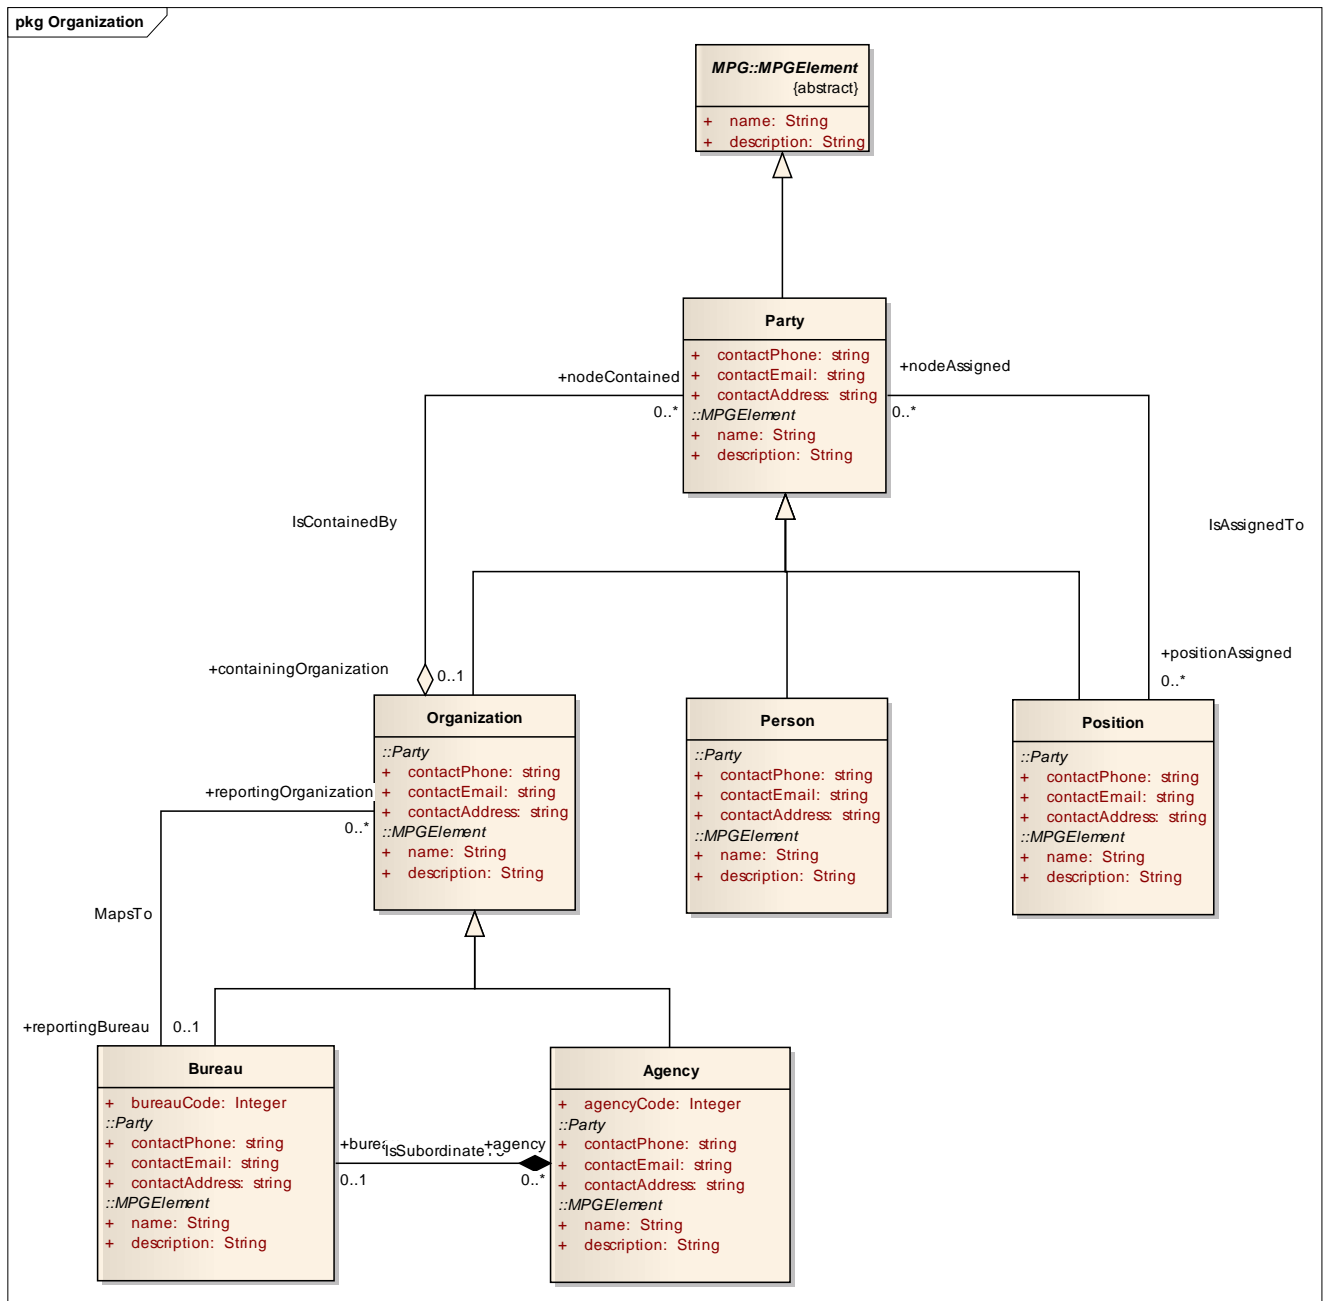 pkg Organization
MPG::MPGElement
{abstract}
+ name: String
+ description: String
Party
+ contactPhone: string
+ contactEmail: string
+ contactAddress: string
::MPGElement
+ name: String
+ description: String
+nodeContained
0..*
+nodeAssigned
0..*
IsContainedBy
IsAssignedTo
+containingOrganization
0..1
+positionAssigned
0..*
Organization
::Party
+ contactPhone: string
+ contactEmail: string
+ contactAddress: string
::MPGElement
+ name: String
+ description: String
Person
::Party
+ contactPhone: string
+ contactEmail: string
+ contactAddress: string
::MPGElement
+ name: String
+ description: String
Position
::Party
+ contactPhone: string
+ contactEmail: string
+ contactAddress: string
::MPGElement
+ name: String
+ description: String
+reportingOrganization
0..*
MapsTo
+reportingBureau
0..1
Bureau
+ bureauCode: Integer
::Party
+ contactPhone: string
+ contactEmail: string
+ contactAddress: string
::MPGElement
+ name: String
+ description: String
+agency
0..1
0..*
Agency
+ agencyCode: Integer
::Party
+ contactPhone: string
+ contactEmail: string
+ contactAddress: string
::MPGElement
+ name: String
+ description: String